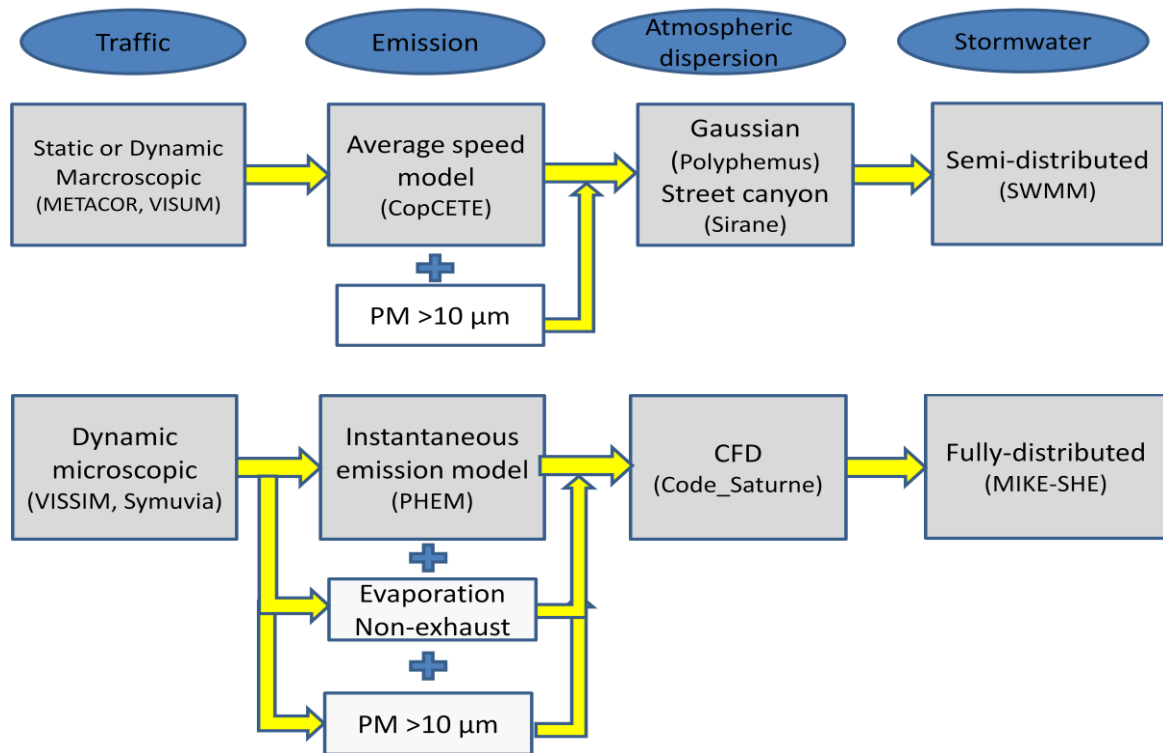 Traffic
Emission
Atmospheric
dispersion
Stormwater
Static or Dynamic
Marcroscopic
(METACOR, VISUM)
Average speed
model
(CopCETE)
Gaussian
(Polyphemus)
Street canyon
(Sirane)
Semi-distributed
(SWMM)
PM >10 µm
Dynamic
microscopic
(VISSIM, Symuvia)
Instantaneous
emission model
(PHEM)
CFD
(Code_Saturne)
Fully-distributed
(MIKE-SHE)
Evaporation
Non-exhaust
PM >10 µm